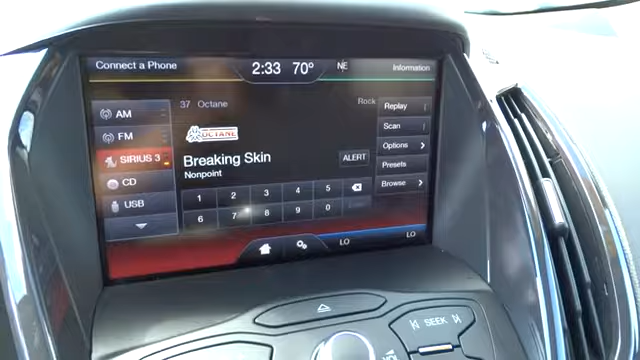 Connect a Phone
2:33 70° NE Information
37 Octane Rock
AM
FM
SIRIUS 3
CD
USB
OCTANE
Breaking Skin
Nonpoint
ALERT
Replay
Scan
Options
Presets
Browse
1 2 3 4 5
6 7 8 9 0
LO LO
SEEK
VOL